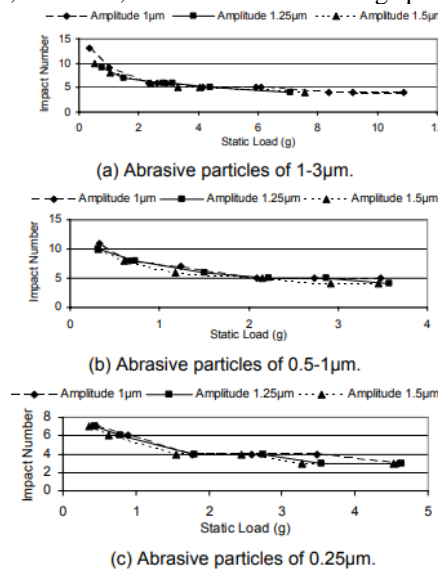 Amplitude 1µm Amplitude 1.25µm Amplitude 1.5µm
15
10
5
0
Impact Number
0 2 4 6 8 10 12
Static Load (g)
(a) Abrasive particles of 1-3µm.
Amplitude 1µm Amplitude 1.25µm Amplitude 1.5µm
15
10
5
0
Impact Number
0 1 2 3 4
Static Load (g)
(b) Abrasive particles of 0.5-1µm.
Amplitude 1µm Amplitude 1.25µm Amplitude 1.5µm
8
6
4
2
0
Impact Number
0 1 2 3 4 5
Static Load (g)
(c) Abrasive particles of 0.25µm.